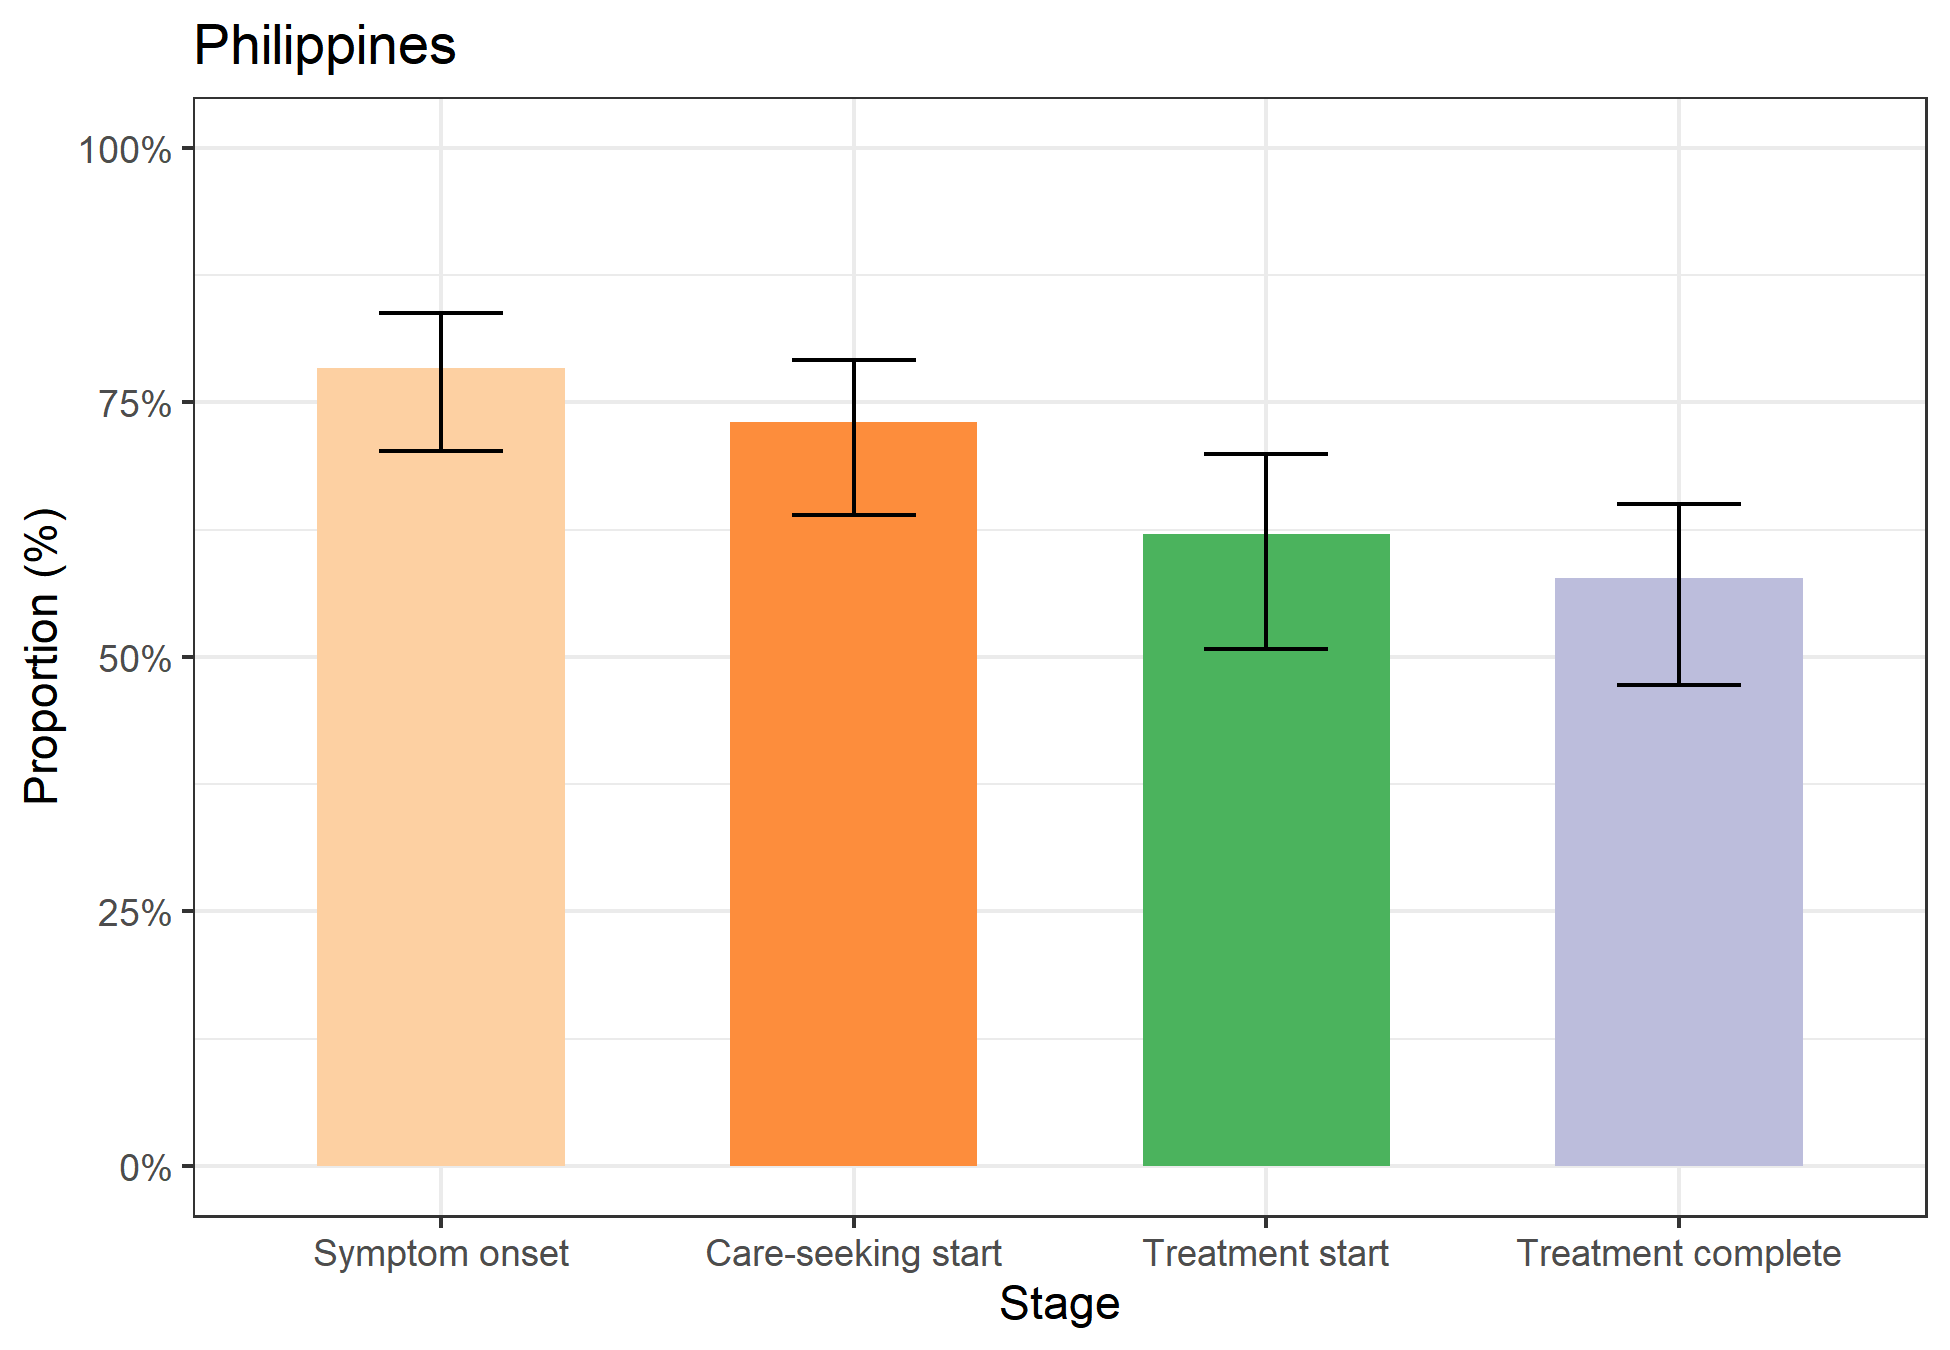 Philippines
Proportion (%)
100%
75%
50%
25%
0%
Symptom onset
Care-seeking start
Treatment start
Treatment complete
Stage